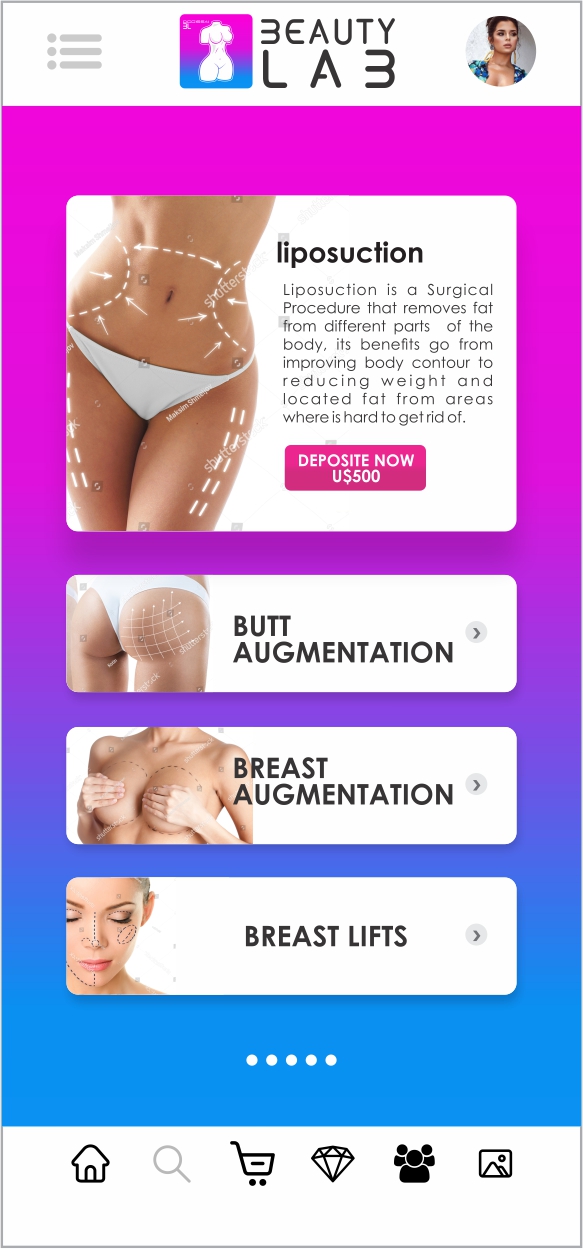 BEAUTY
LAB
liposuction
Liposuction is a Surgical
Procedure that removes fat
from different parts of the
body, its benefits go from
improving body contour to
reducing weight and
located fat from areas
where is hard to get rid of.
DEPOSITE NOW
U$500
BUTT
AUGMENTATION
BREAST
AUGMENTATION
BREAST LIFTS
shutterstock